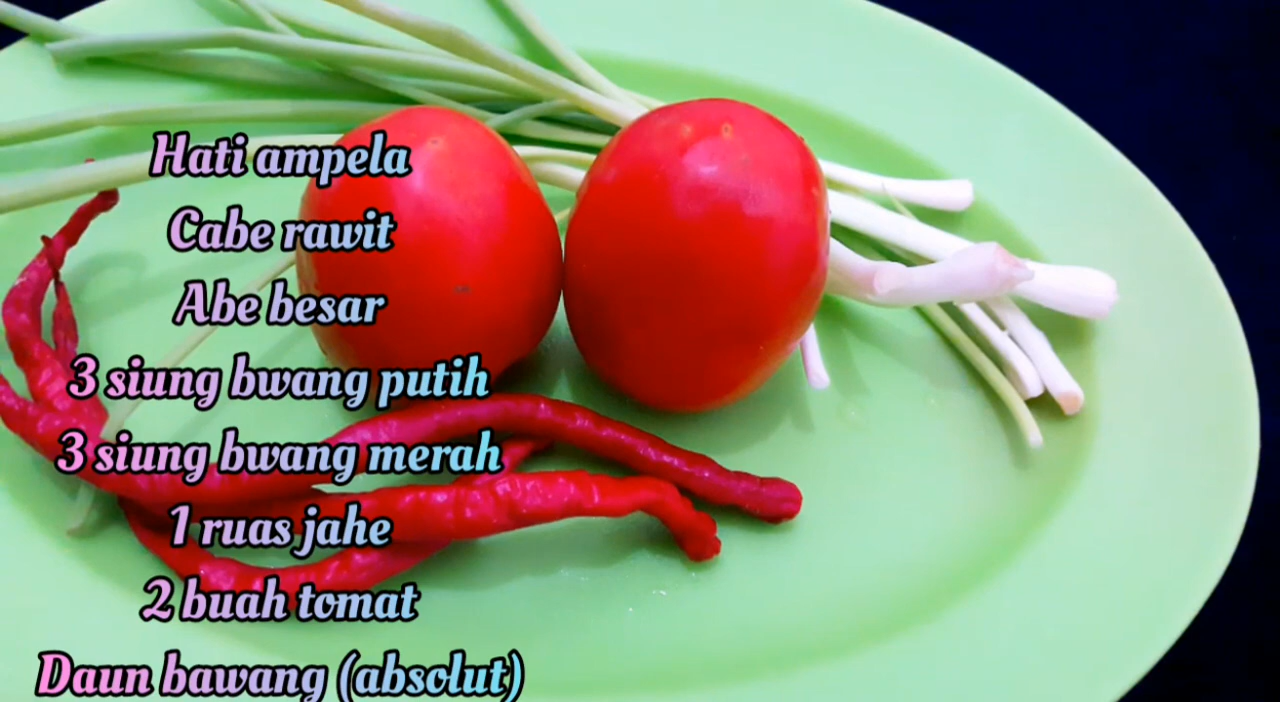 Hati ampela
Cabe rawit
Abe besar
3 siung bwang putih
3 siung bwang merah
1 ruas jahe
2 buah tomat
Daun bawang (absolut)